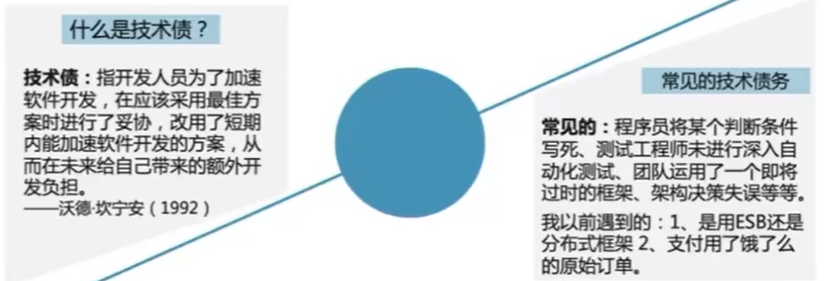 什么是技术债？
技术债：指开发人员为了加速
软件开发，在应该采用最佳方
案时进行了妥协，改用了短期
内能加速软件开发的方案，从
而在未来给自己带来的额外开
发负担。
——沃德·坎宁安（1992）
常见的技术债务
常见的：程序员将某个判断条件
写死、测试工程师未进行深入自
动化测试、团队运用了一个即将
过时的框架、架构决策失误等等。
我以前遇到的：1、是用ESB还是
分布式框架 2、支付用了饿了么
的原始订单。